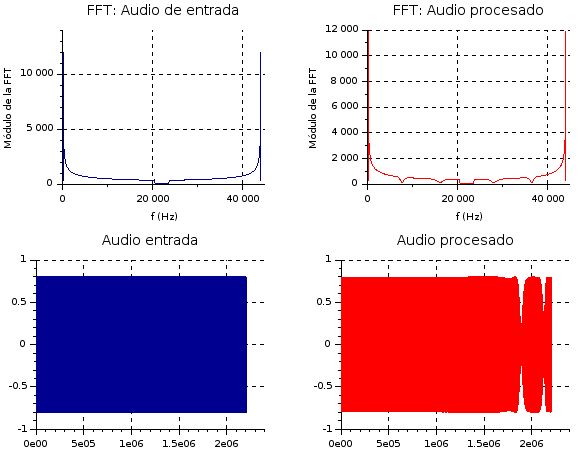 FFT: Audio de entrada
Módulo de la FFT
10 000
5 000
0
0
20 000
40 000
f (Hz)
FFT: Audio procesado
Módulo de la FFT
12 000
10 000
8 000
6 000
4 000
2 000
0
0
20 000
40 000
f (Hz)
Audio entrada
1
0.5
0
-0.5
-1
0e00
5e05
1e06
1.5e06
2e06
Audio procesado
1
0.5
0
-0.5
-1
0e00
5e05
1e06
1.5e06
2e06